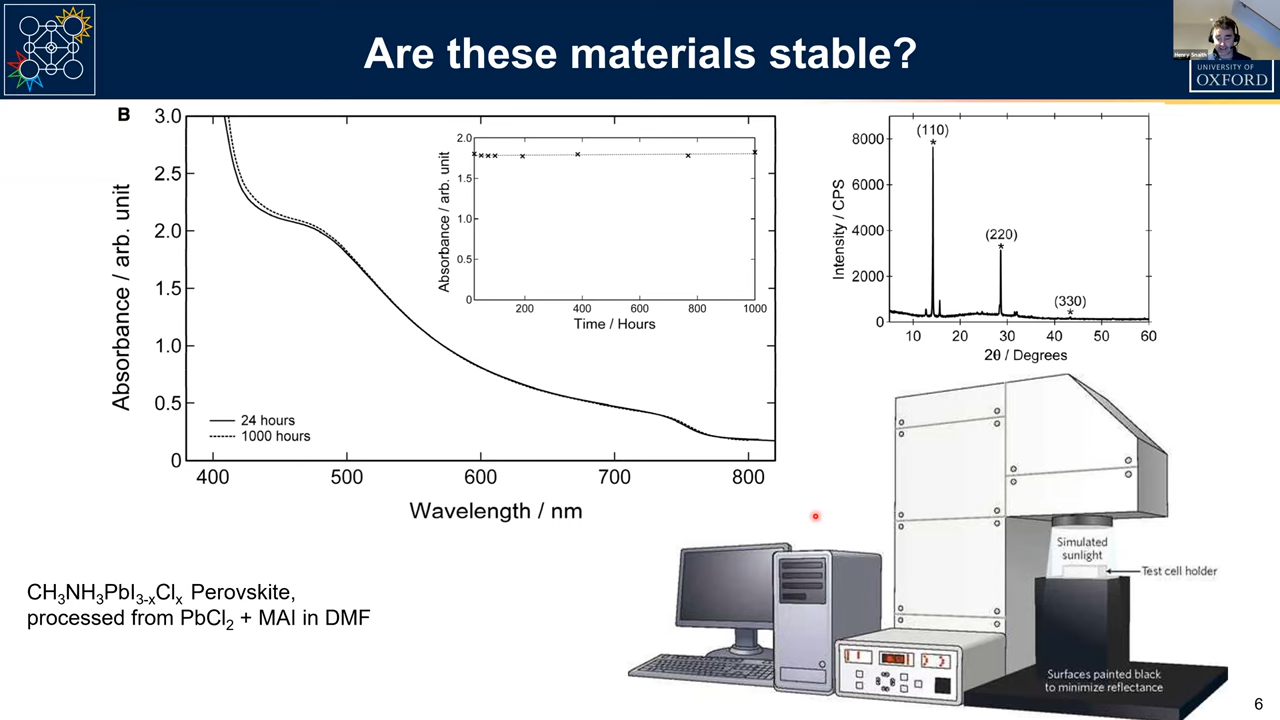 Are these materials stable?
Henry Snaith
UNIVERSITY OF
OXFORD
B
3.0
2.5
2.0
1.5
1.0
0.5
0
Absorbance / arb. unit
400
500
600
700
800
Wavelength / nm
24 hours
1000 hours
2.0
1.5
1.0
0.5
0
Absorbance / arb. unit
200
400
600
800
1000
Time / Hours
8000
6000
4000
2000
0
Intensity / CPS
(110)
*
(220)
*
(330)
*
10
20
30
40
50
60
2θ / Degrees
Simulated
sunlight
Test cell holder
Surfaces painted black
to minimize reflectance
CH₃NH₃PbI₃₋ₓClₓ Perovskite,
processed from PbCl₂ + MAI in DMF
6